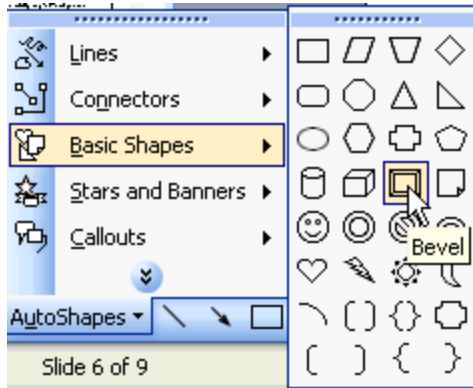 Lines
Connectors
Basic Shapes
Stars and Banners
Callouts
Bevel
AutoShapes
Slide 6 of 9